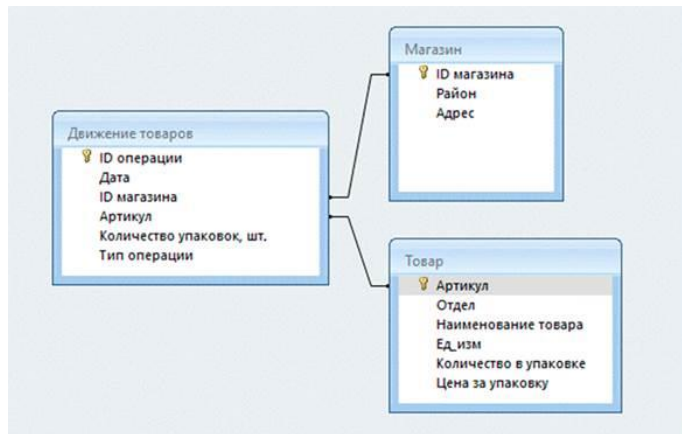 Движение товаров
ID операции
Дата
ID магазина
Артикул
Количество упаковок, шт.
Тип операции
Магазин
ID магазина
Район
Адрес
Товар
Артикул
Отдел
Наименование товара
Ед_изм
Количество в упаковке
Цена за упаковку